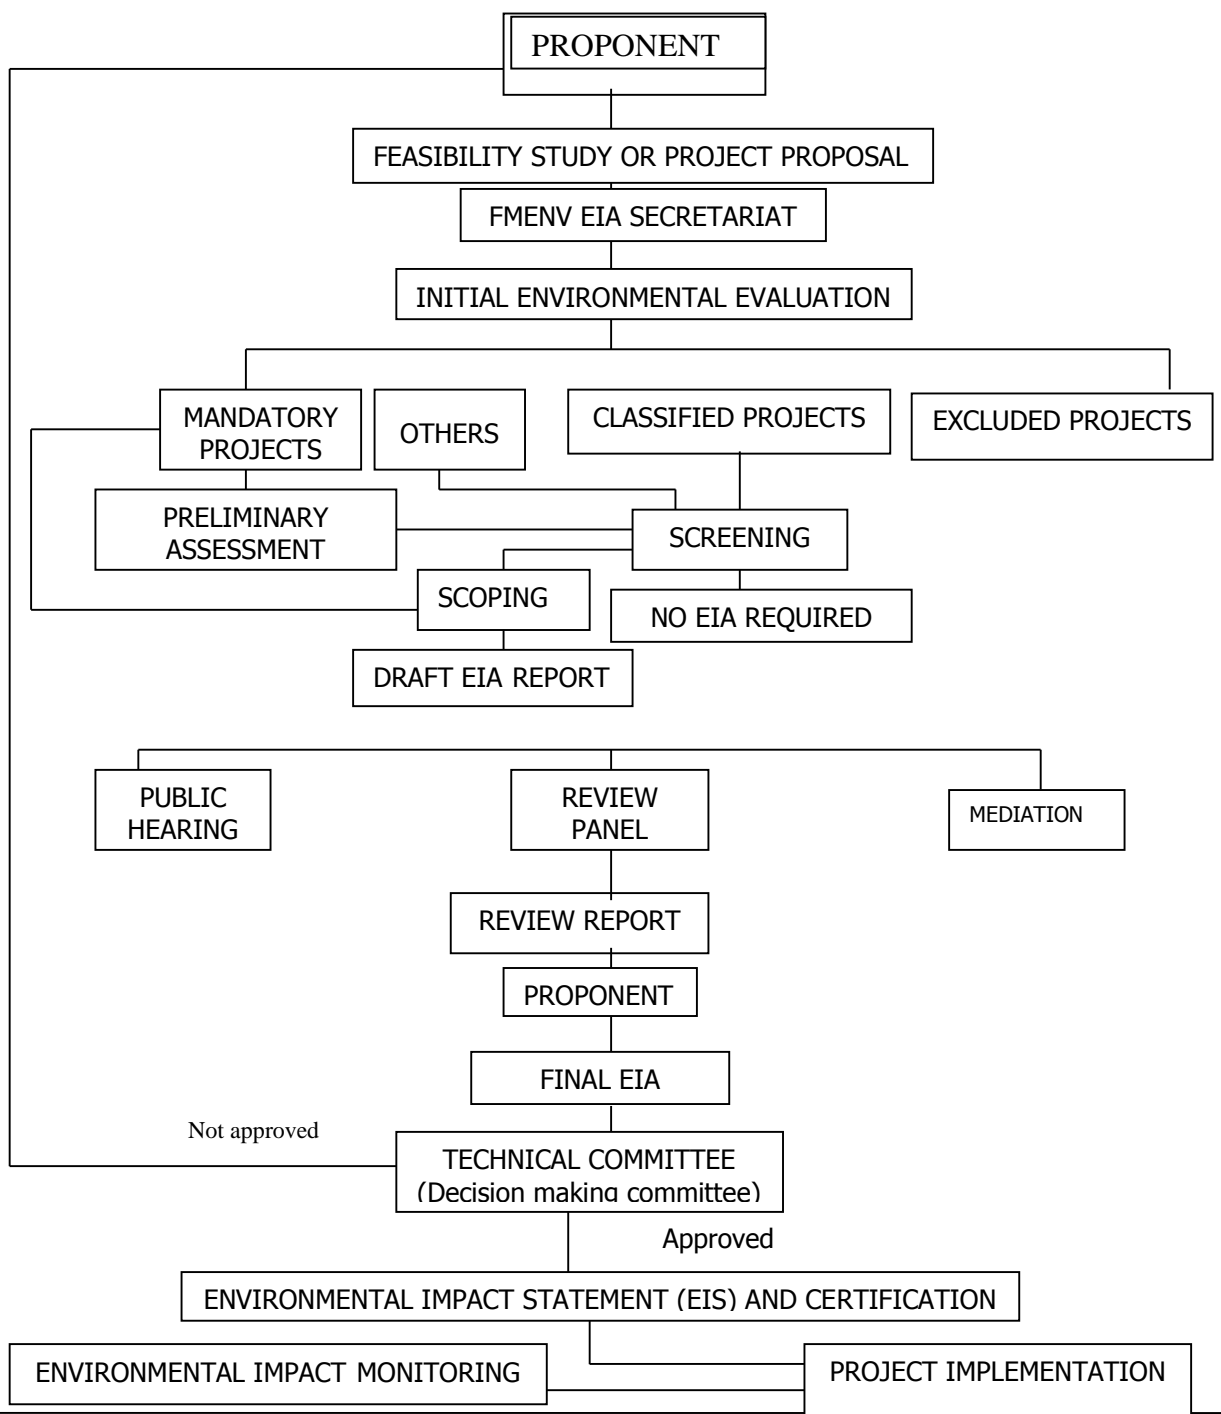 PROPONENT
FEASIBILITY STUDY OR PROJECT PROPOSAL
FMENV EIA SECRETARIAT
INITIAL ENVIRONMENTAL EVALUATION
MANDATORY
PROJECTS
OTHERS
CLASSIFIED PROJECTS
EXCLUDED PROJECTS
PRELIMINARY
ASSESSMENT
SCREENING
SCOPING
NO EIA REQUIRED
DRAFT EIA REPORT
PUBLIC
HEARING
REVIEW
PANEL
MEDIATION
REVIEW REPORT
PROPONENT
FINAL EIA
Not approved
TECHNICAL COMMITTEE
(Decision making committee)
Approved
ENVIRONMENTAL IMPACT STATEMENT (EIS) AND CERTIFICATION
ENVIRONMENTAL IMPACT MONITORING
PROJECT IMPLEMENTATION